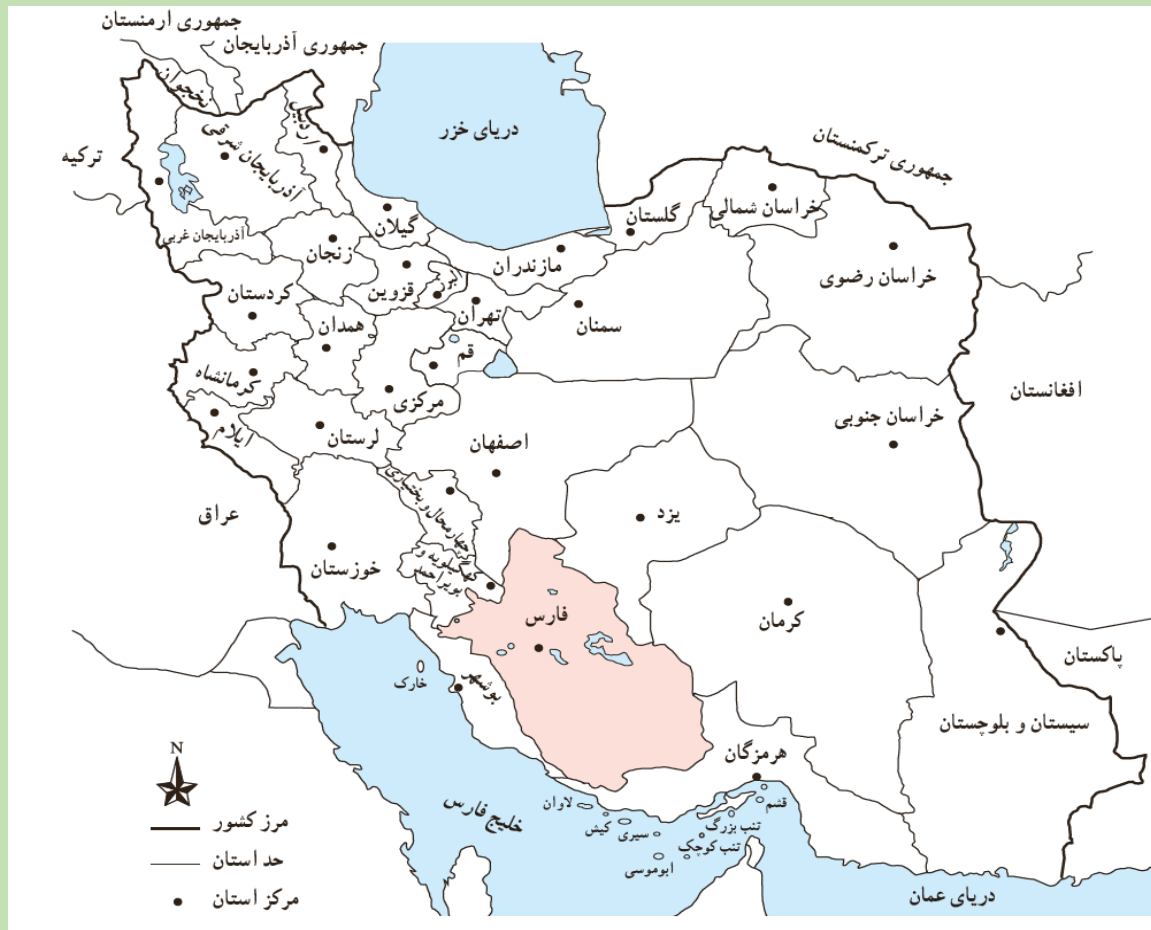 جمهوری ارمنستان
جمهوری آذربایجان
نخجوان
ترکیه
دریای خزر
جمهوری ترکمنستان
اردبیل
آذربایجان شرقی
آذربایجان غربی
گیلان
زنجان
گلستان
خراسان شمالی
مازندران
خراسان رضوی
قزوین
البرز
تهران
سمنان
کردستان
همدان
قم
کرمانشاه
مرکزی
افغانستان
ایلام
لرستان
اصفهان
خراسان جنوبی
چهارمحال و بختیاری
عراق
یزد
خوزستان
کهگیلویه و
بویراحمد
فارس
کرمان
پاکستان
خارک
بوشهر
سیستان و بلوچستان
هرمزگان
خلیج فارس
لاوان
کیش
سیری
قشم
تنب بزرگ
تنب کوچک
ابوموسی
دریای عمان
N
مرز کشور
حد استان
مرکز استان